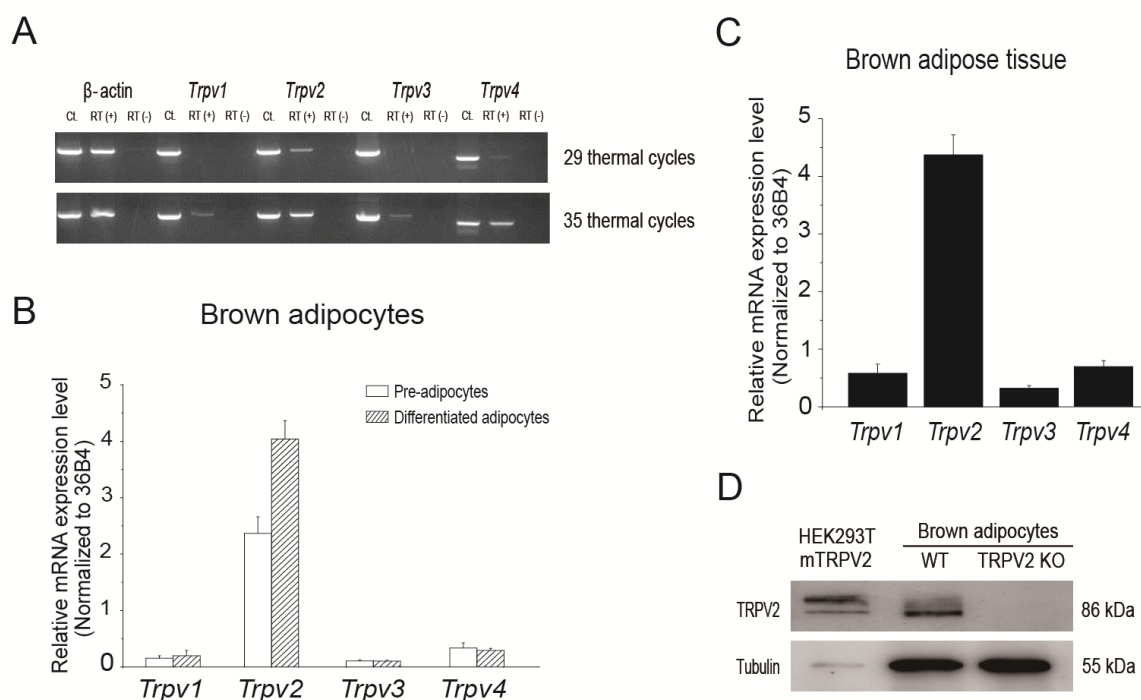 A
β-actin Trpv1 Trpv2 Trpv3 Trpv4
Ct. RT (+) RT (-) Ct. RT (+) RT (-) Ct. RT (+) RT (-) Ct. RT (+) RT (-) Ct. RT (+) RT (-)
29 thermal cycles
35 thermal cycles
B
Brown adipocytes
Relative mRNA expression level
(Normalized to 36B4)
5
4
3
2
1
0
Pre-adipocytes
Differentiated adipocytes
Trpv1 Trpv2 Trpv3 Trpv4
C
Brown adipose tissue
Relative mRNA expression level
(Normalized to 36B4)
5
4
3
2
1
0
Trpv1 Trpv2 Trpv3 Trpv4
D
HEK293T
mTRPV2
Brown adipocytes
WT TRPV2 KO
TRPV2 86 kDa
Tubulin 55 kDa